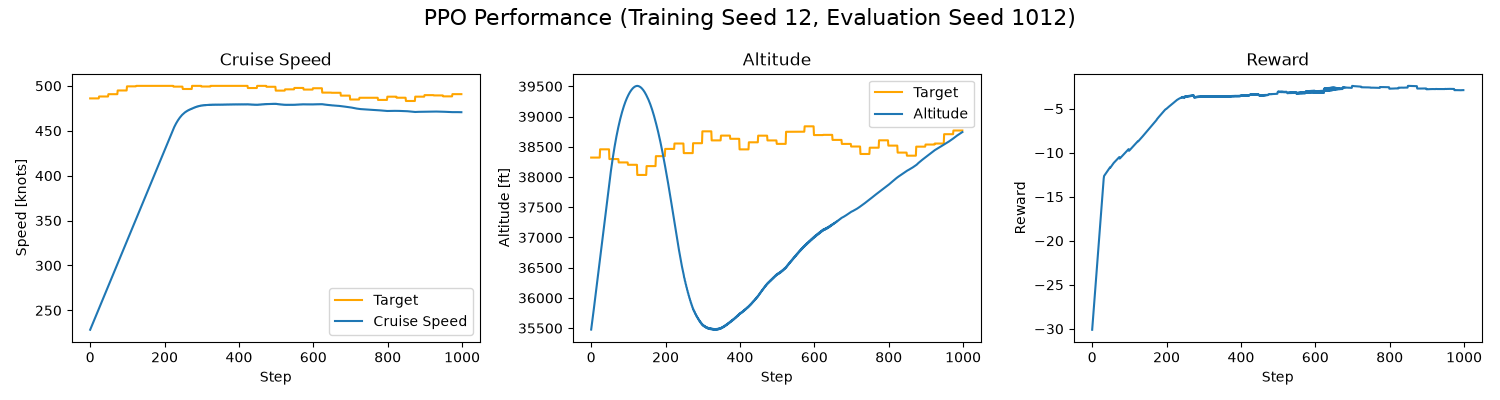 PPO Performance (Training Seed 12, Evaluation Seed 1012)
Cruise Speed
Speed [knots]
500
450
400
350
300
250
Target
Cruise Speed
0 200 400 600 800 1000
Step
Altitude
Altitude [ft]
39500
39000
38500
38000
37500
37000
36500
36000
35500
Target
Altitude
0 200 400 600 800 1000
Step
Reward
Reward
−5
−10
−15
−20
−25
−30
0 200 400 600 800 1000
Step